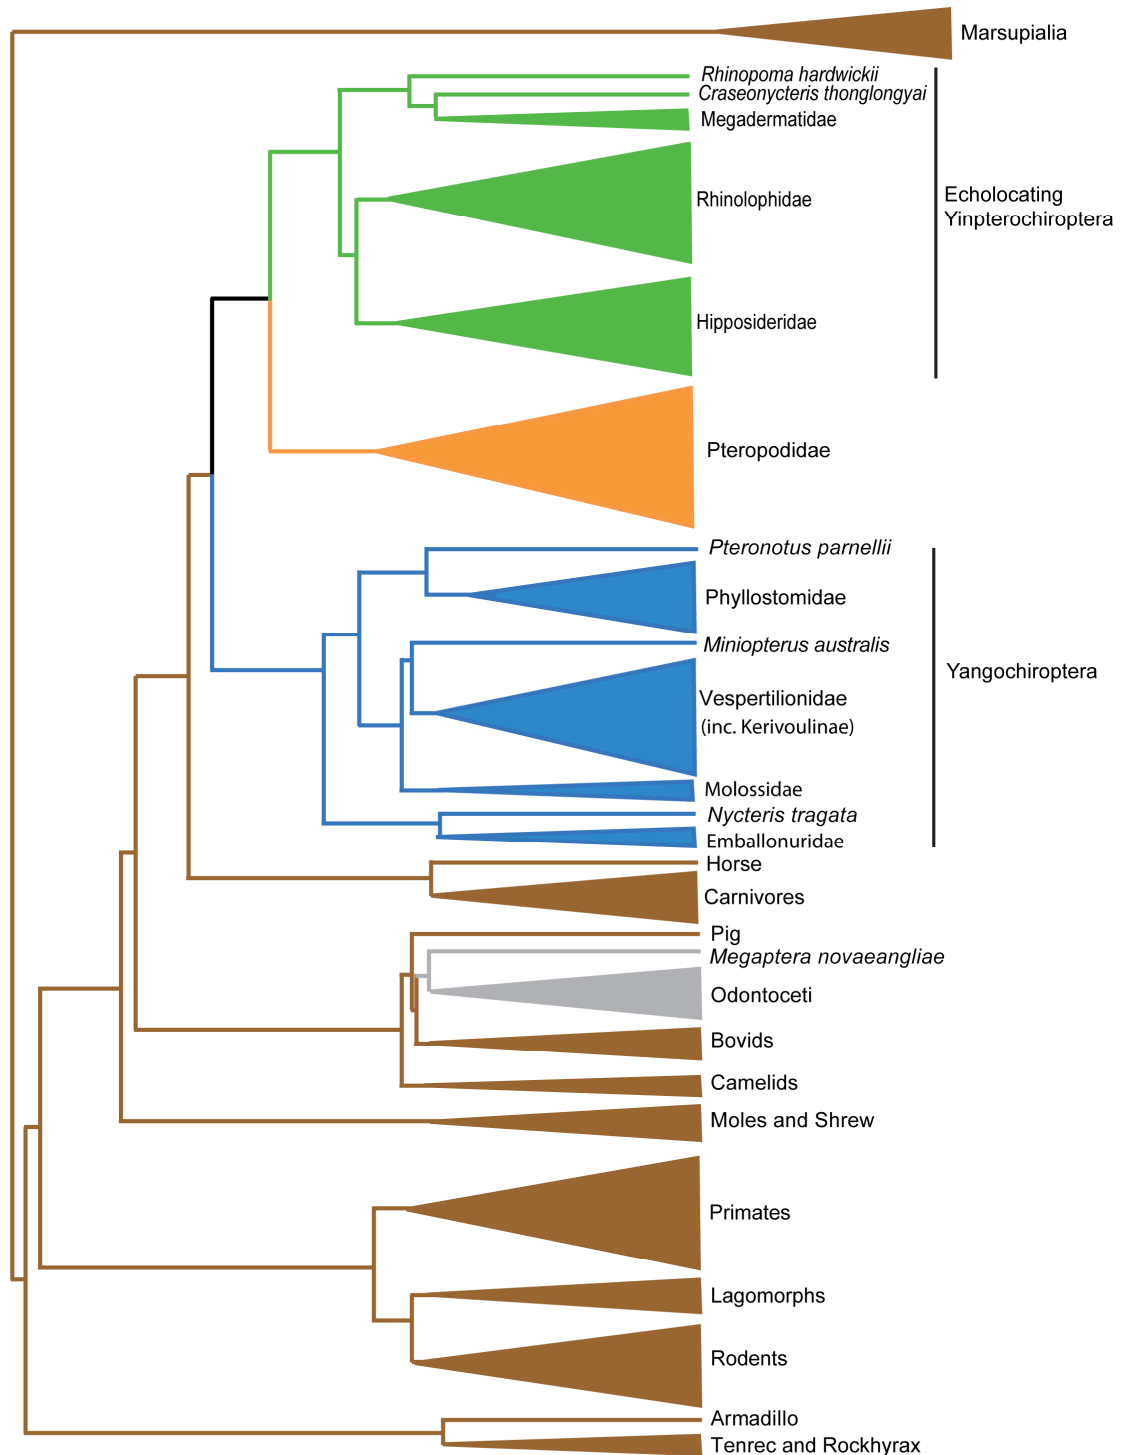 Marsupialia
Rhinopoma hardwickii
Craseonycteris thonglongyai
Megadermatidae
Rhinolophidae
Echolocating
Yinpterochiroptera
Hipposideridae
Pteropodidae
Pteronotus parnellii
Phyllostomidae
Miniopterus australis
Yangochiroptera
Vespertilionidae
(inc. Kerivoulinae)
Molossidae
Nycteris tragata
Emballonuridae
Horse
Carnivores
Pig
Megaptera novaeangliae
Odontoceti
Bovids
Camelids
Moles and Shrew
Primates
Lagomorphs
Rodents
Armadillo
Tenrec and Rockhyrax